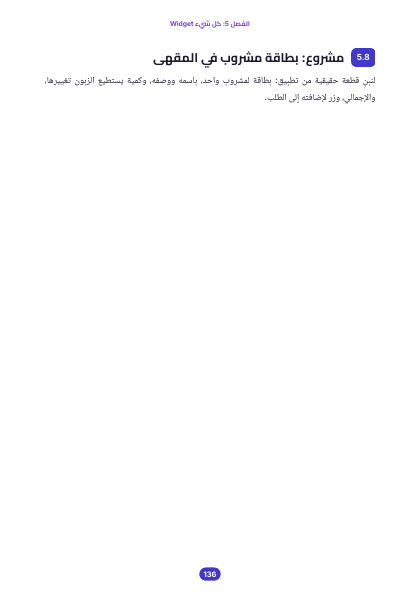 الفصل 5: كل شيء Widget
5.8 مشروع: بطاقة مشروب في المقهى
لنبنِ قطعة حقيقية من تطبيق: بطاقة لمشروب واحد، باسمه ووصفه، وكمية يستطيع الزبون تغييرها،
والإجمالي، وزر لإضافته إلى الطلب.
136